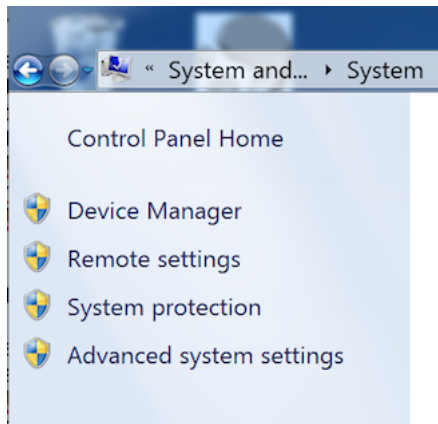 « System and... ▸ System
Control Panel Home
Device Manager
Remote settings
System protection
Advanced system settings